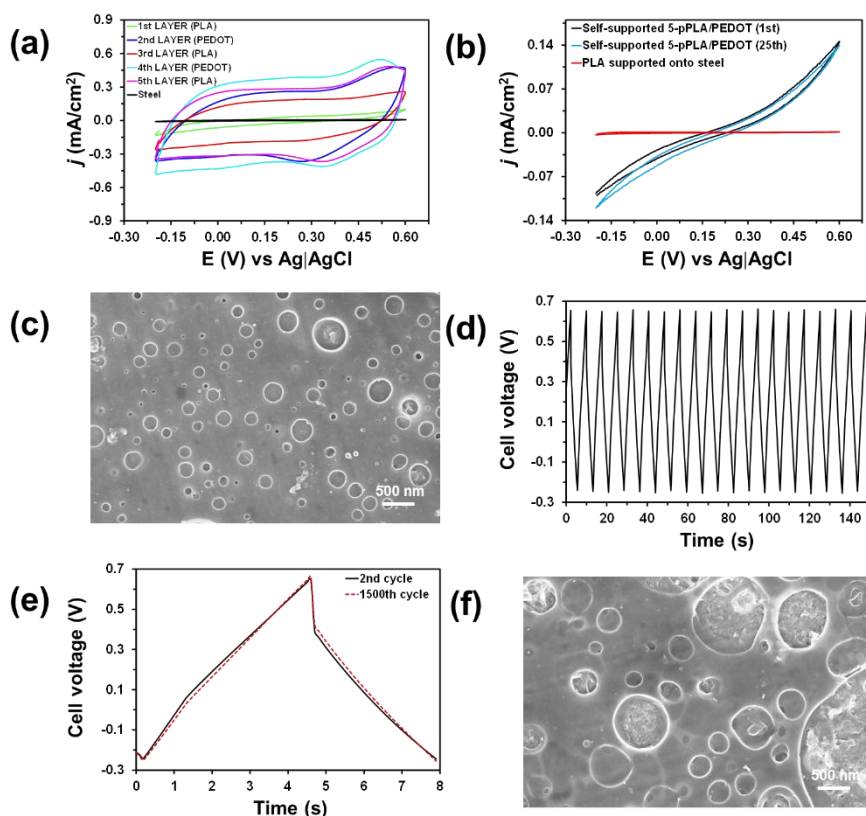 (a)
0.9
0.6
0.3
0.0
-0.3
-0.6
-0.9
j (mA/cm2)
1st LAYER (PLA)
2nd LAYER (PEDOT)
3rd LAYER (PLA)
4th LAYER (PEDOT)
5th LAYER (PLA)
Steel
-0.30 -0.15 0.00 0.15 0.30 0.45 0.60
E (V) vs Ag|AgCl
(b)
0.14
0.07
0.00
-0.07
-0.14
j (mA/cm2)
Self-supported 5-pPLA/PEDOT (1st)
Self-supported 5-pPLA/PEDOT (25th)
PLA supported onto steel
-0.30 -0.15 0.00 0.15 0.30 0.45 0.60
E (V) vs Ag|AgCl
(c)
500 nm
(d)
0.7
0.4
0.1
-0.1
-0.3
Cell voltage (V)
0 20 40 60 80 100 120 140
Time (s)
(e)
0.7
0.4
0.1
-0.1
-0.3
Cell voltage (V)
2nd cycle
1500th cycle
0 1 2 3 4 5 6 7 8
Time (s)
(f)
500 nm